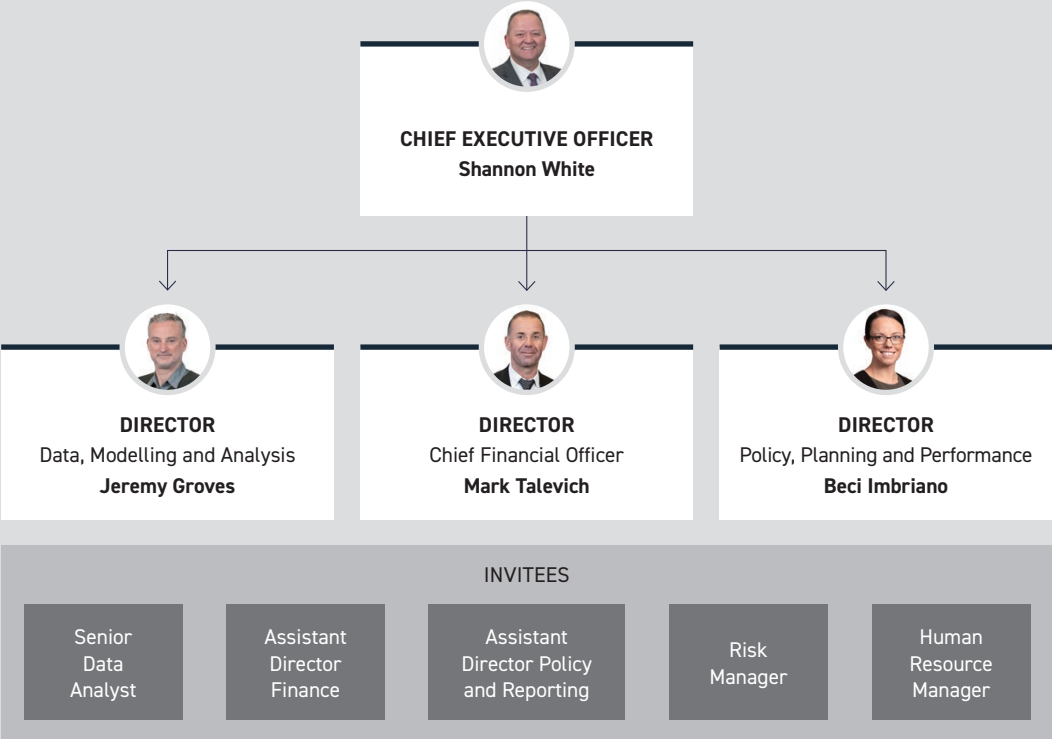 CHIEF EXECUTIVE OFFICER
Shannon White
DIRECTOR
Data, Modelling and Analysis
Jeremy Groves
DIRECTOR
Chief Financial Officer
Mark Talevich
DIRECTOR
Policy, Planning and Performance
Beci Imbriano
INVITEES
Senior
Data
Analyst
Assistant
Director
Finance
Assistant
Director Policy
and Reporting
Risk
Manager
Human
Resource
Manager